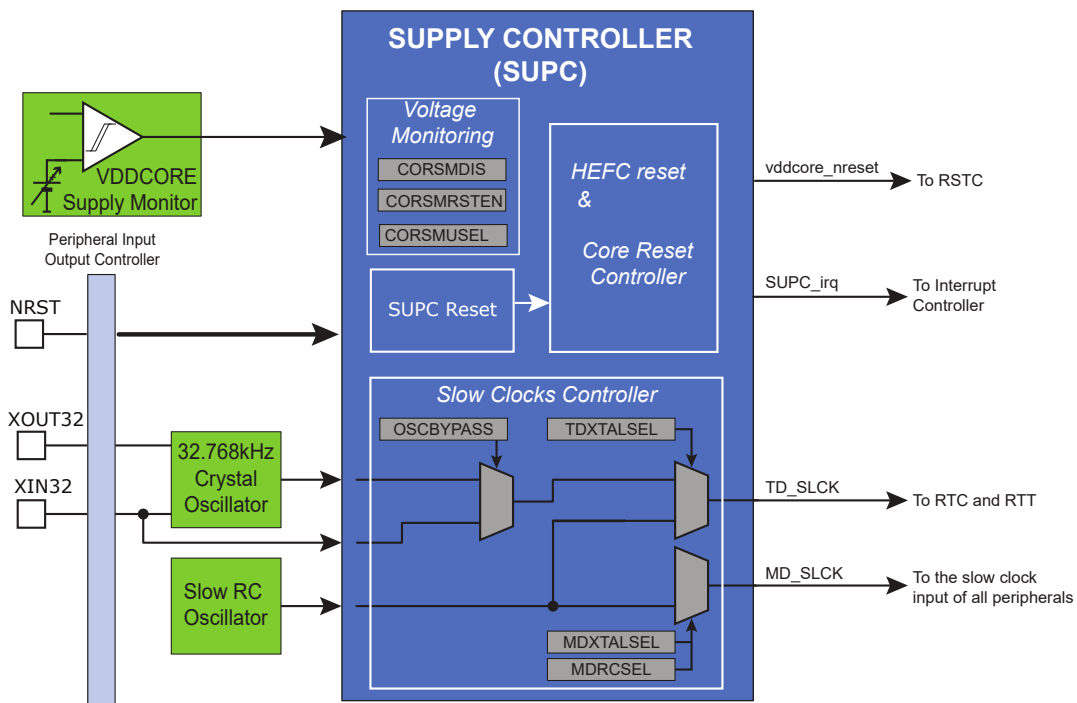 SUPPLY CONTROLLER
(SUPC)
VDDCORE
Supply Monitor
Voltage
Monitoring
CORSMDIS
CORSMRSTEN
CORSMUSEL
HEFC reset
&
Core Reset
Controller
SUPC Reset
vddcore_nreset
To RSTC
SUPC_irq
To Interrupt
Controller
Peripheral Input
Output Controller
NRST
XOUT32
XIN32
32.768kHz
Crystal
Oscillator
Slow RC
Oscillator
Slow Clocks Controller
OSCBYPASS
TDXTALSEL
TD_SLCK
To RTC and RTT
MD_SLCK
To the slow clock
input of all peripherals
MDXTALSEL
MDRCSEL